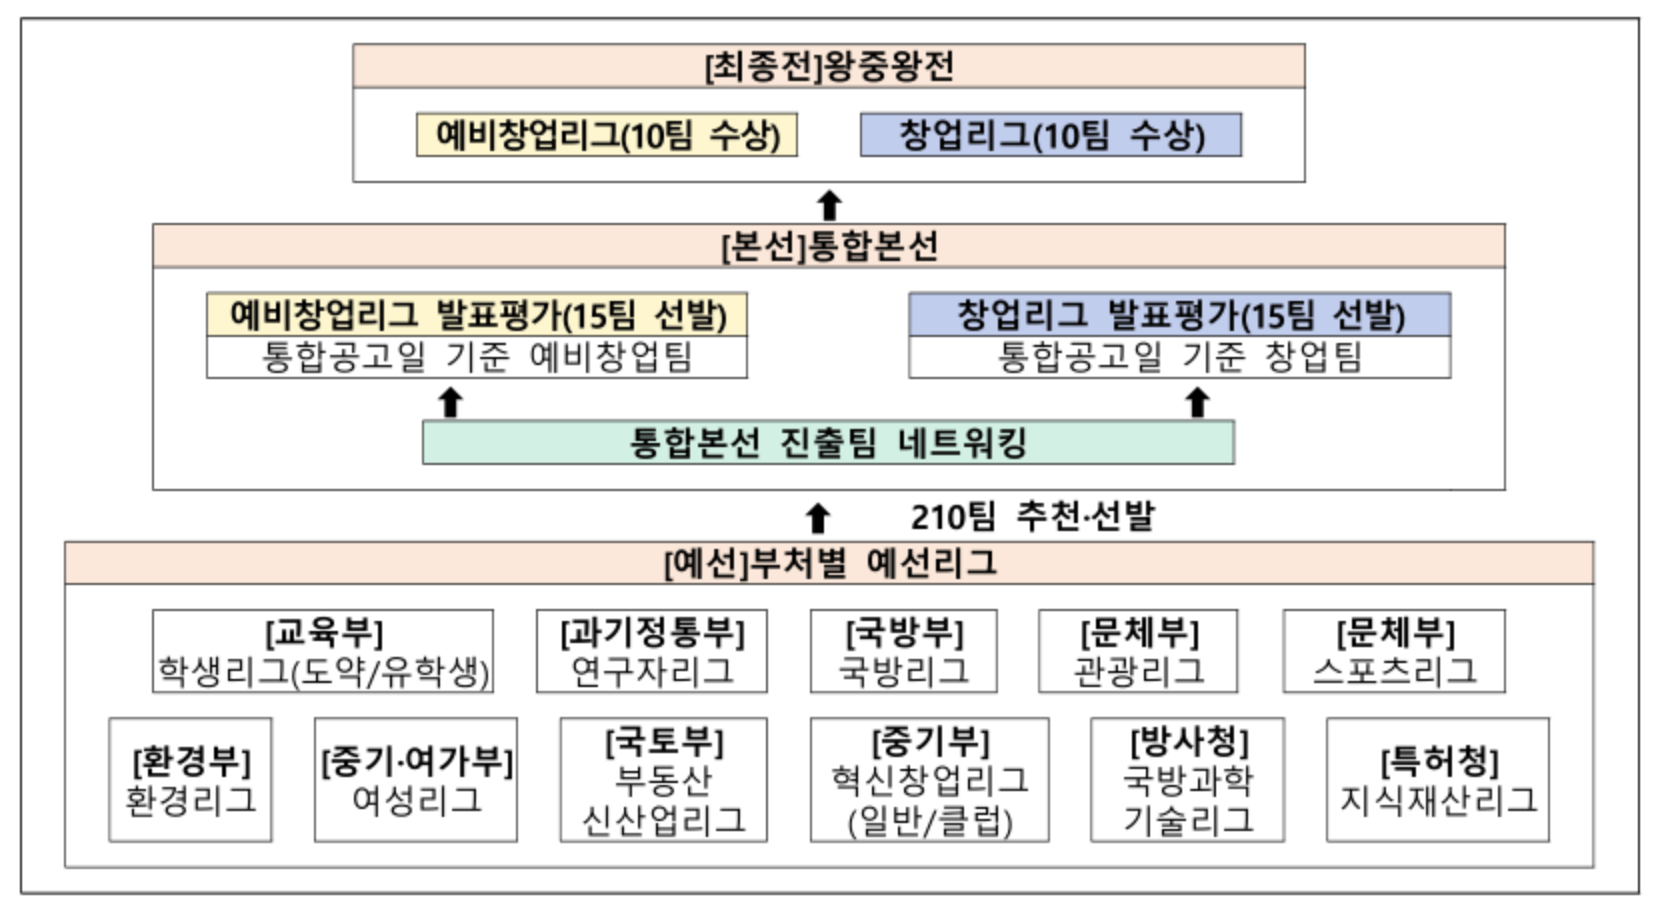 [최종전]왕중왕전
예비창업리그(10팀 수상)
창업리그(10팀 수상)
[본선]통합본선
예비창업리그 발표평가(15팀 선발)
통합공고일 기준 예비창업팀
창업리그 발표평가(15팀 선발)
통합공고일 기준 창업팀
통합본선 진출팀 네트워킹
210팀 추천·선발
[예선]부처별 예선리그
[교육부]
학생리그(도약/유학생)
[과기정통부]
연구자리그
[국방부]
국방리그
[문체부]
관광리그
[문체부]
스포츠리그
[환경부]
환경리그
[중기·여가부]
여성리그
[국토부]
부동산
신산업리그
[중기부]
혁신창업리그
(일반/클럽)
[방사청]
국방과학
기술리그
[특허청]
지식재산리그